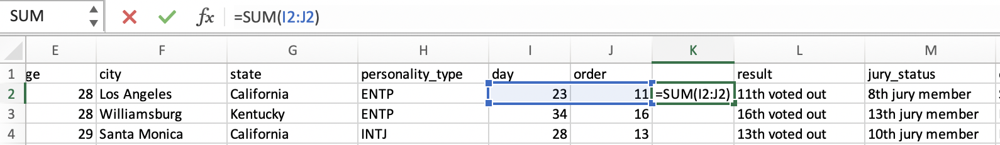 SUM fx =SUM(I2:J2)
E F G H I J K L M
1 ge city state personality_type day order result jury_status
2 28 Los Angeles California ENTP 23 11 =SUM(I2:J2) 11th voted out 8th jury member
3 28 Williamsburg Kentucky ENTP 34 16 16th voted out 13th jury member
4 29 Santa Monica California INTJ 28 13 13th voted out 10th jury member